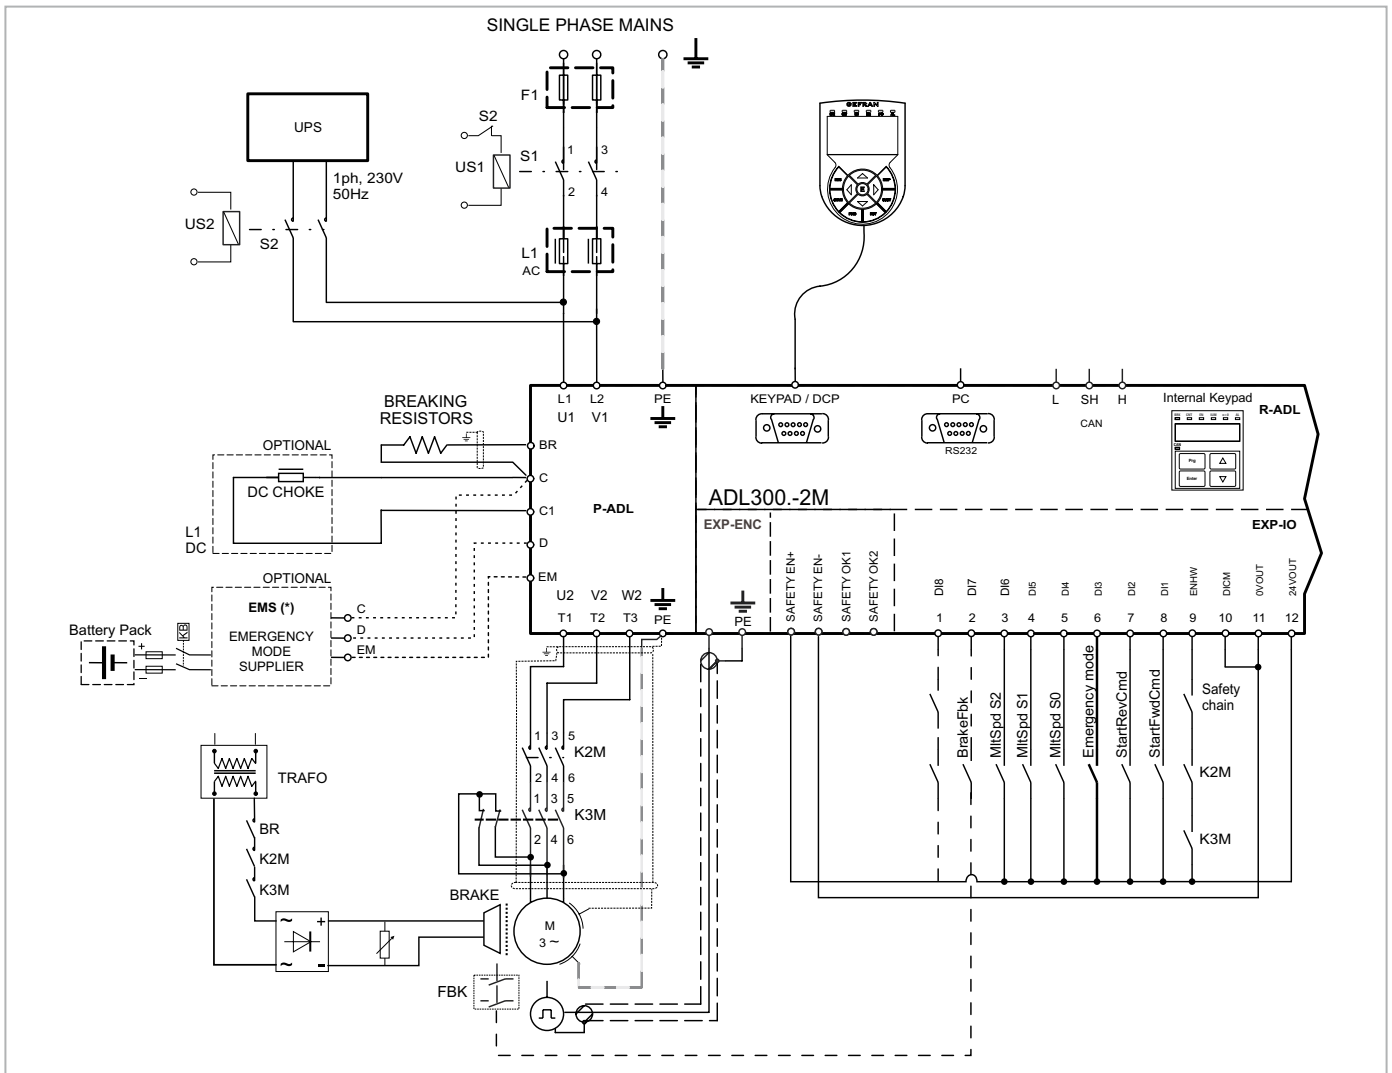 SINGLE PHASE MAINS
F1
GEFRAN
UPS
S2
US1
S1
1
3
2
4
1ph, 230V
50Hz
US2
S2
L1
AC
BREAKING
RESISTORS
L1
U1
L2
V1
PE
KEYPAD / DCP
PC
RS232
L
SH
H
CAN
Internal Keypad
R-ADL
Prg
Enter
BR
C
C1
D
EM
P-ADL
ADL300.-2M
OPTIONAL
DC CHOKE
L1
DC
EXP-ENC
EXP-IO
OPTIONAL
EMS (*)
EMERGENCY
MODE
SUPPLIER
C
D
EM
Battery Pack
+
−
KB
U2
V2
W2
T1
T2
T3
PE
PE
SAFETY EN+
SAFETY EN-
SAFETY OK1
SAFETY OK2
DI8
DI7
DI6
DI5
DI4
DI3
DI2
DI1
ENHW
DICM
0VOUT
24VOUT
1
2
3
4
5
6
7
8
9
10
11
12
BrakeFbk
MltSpd S2
MltSpd S1
MltSpd S0
Emergency mode
StartRevCmd
StartFwdCmd
Safety
chain
K2M
K3M
1
3
5
K2M
2
4
6
1
3
5
K3M
2
4
6
TRAFO
BR
K2M
K3M
~
+
~
-
BRAKE
M
3 ~
FBK